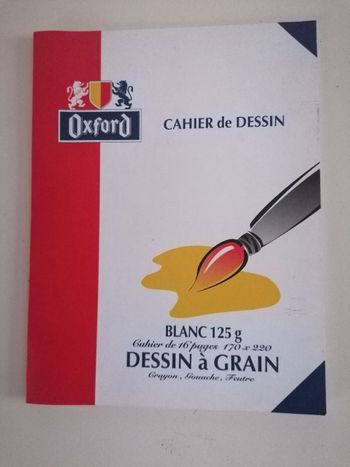 Oxford
CAHIER de DESSIN
BLANC 125 g
Cahier de 16 pages 170 x 220
DESSIN à GRAIN
Crayon, Gouache, Feutre